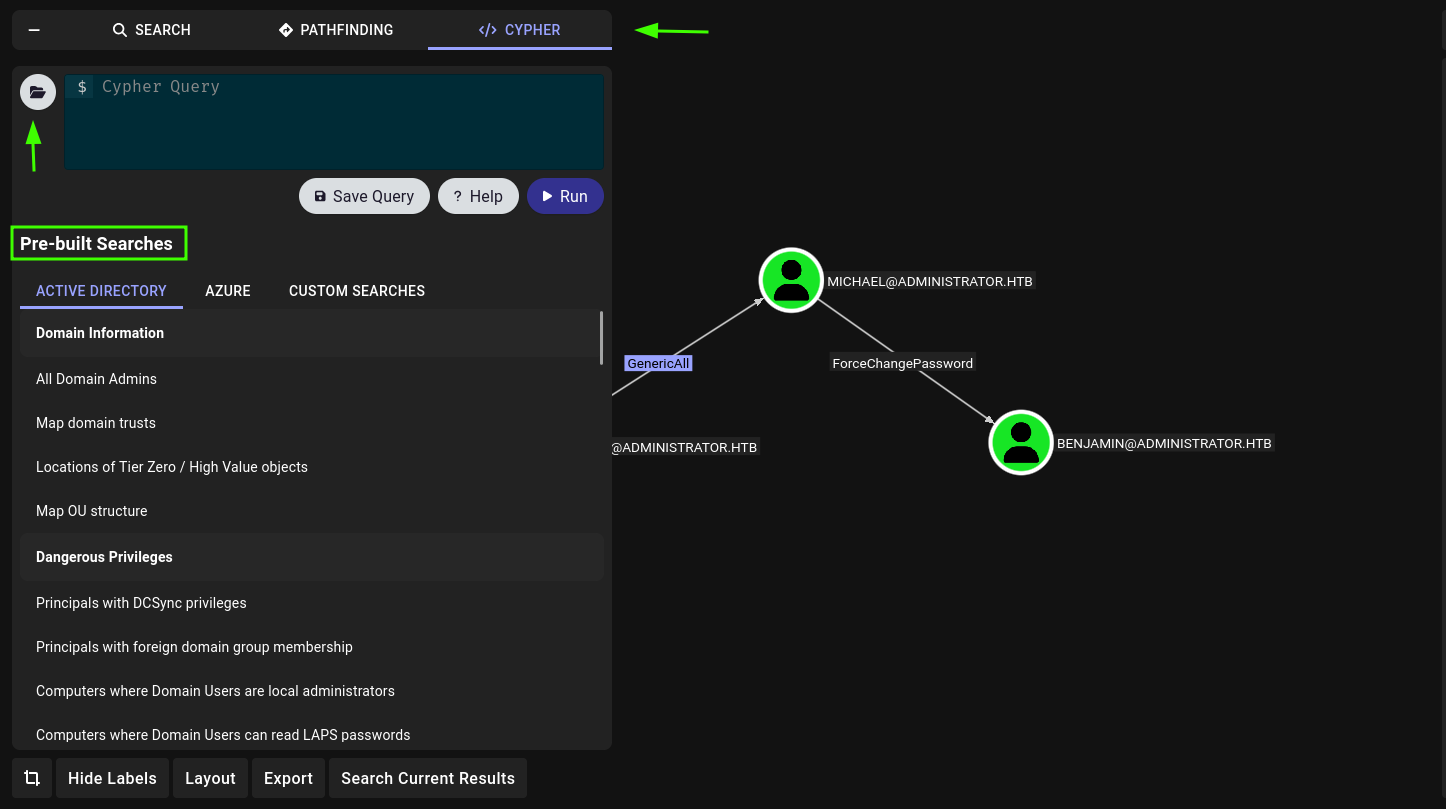 SEARCH
PATHFINDING
</> CYPHER
$ Cypher Query
Save Query
? Help
Run
Pre-built Searches
ACTIVE DIRECTORY
AZURE
CUSTOM SEARCHES
Domain Information
All Domain Admins
Map domain trusts
Locations of Tier Zero / High Value objects
Map OU structure
Dangerous Privileges
Principals with DCSync privileges
Principals with foreign domain group membership
Computers where Domain Users are local administrators
Computers where Domain Users can read LAPS passwords
MICHAEL@ADMINISTRATOR.HTB
GenericAll
ForceChangePassword
@ADMINISTRATOR.HTB
BENJAMIN@ADMINISTRATOR.HTB
Hide Labels
Layout
Export
Search Current Results